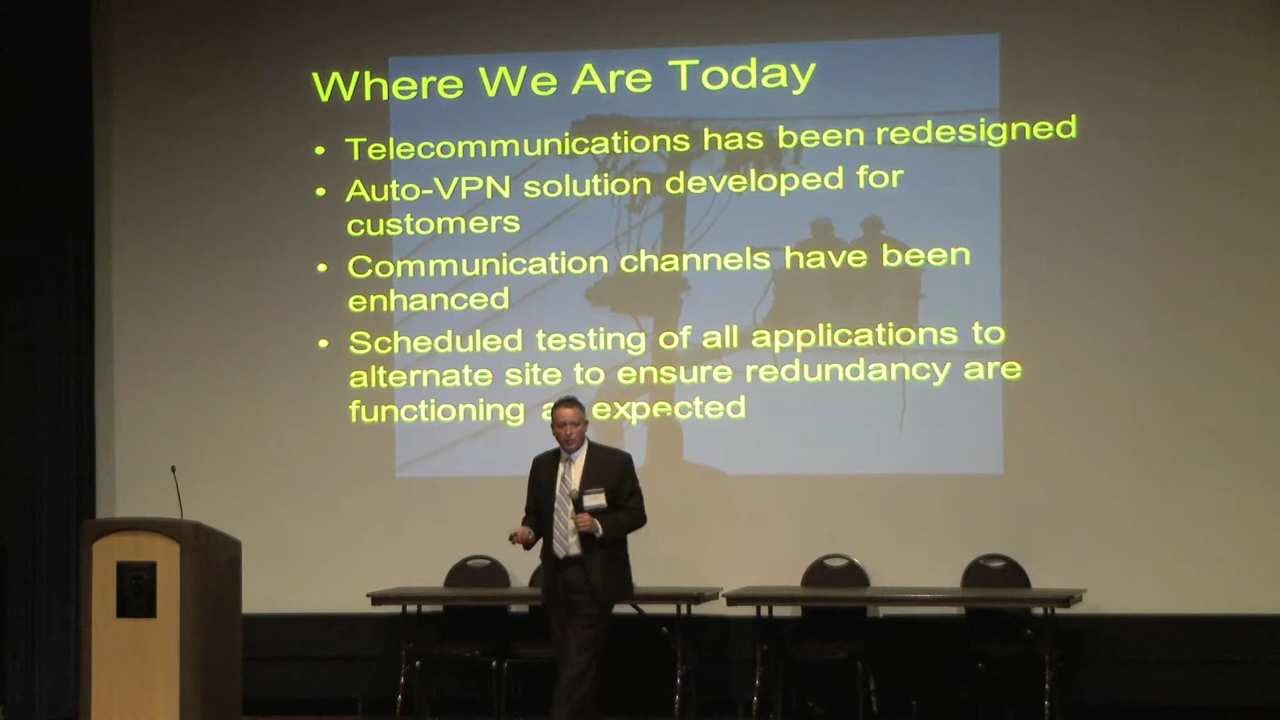 Where We Are Today
• Telecommunications has been redesigned
• Auto-VPN solution developed for
customers
• Communication channels have been
enhanced
• Scheduled testing of all applications to
alternate site to ensure redundancy are
functioning expected